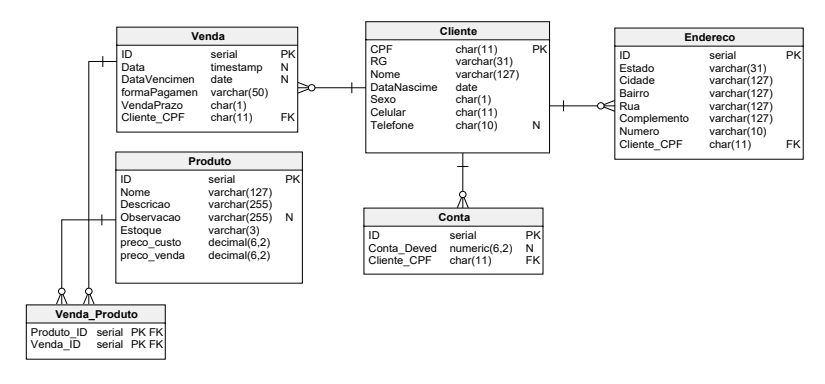 Venda
ID serial PK
Data timestamp N
DataVencimen date N
formaPagamen varchar(50)
VendaPrazo char(1)
Cliente_CPF char(11) FK
Cliente
CPF char(11) PK
RG varchar(31)
Nome varchar(127)
DataNascime date
Sexo char(1)
Celular char(11)
Telefone char(10) N
Endereco
ID serial PK
Estado varchar(31)
Cidade varchar(127)
Bairro varchar(127)
Rua varchar(127)
Complemento varchar(127)
Numero varchar(10)
Cliente_CPF char(11) FK
Produto
ID serial PK
Nome varchar(127)
Descricao varchar(255)
Observacao varchar(255) N
Estoque varchar(3)
preco_custo decimal(6,2)
preco_venda decimal(6,2)
Conta
ID serial PK
Conta_Deved numeric(6,2) N
Cliente_CPF char(11) FK
Venda_Produto
Produto_ID serial PK FK
Venda_ID serial PK FK